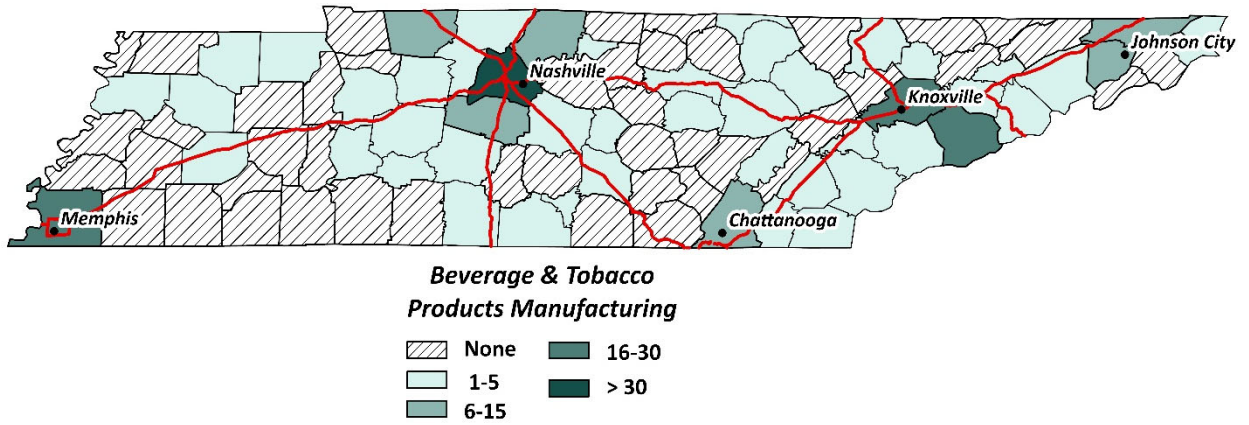 Johnson City
Nashville
Knoxville
Memphis
Chattanooga
Beverage & Tobacco
Products Manufacturing
None
16-30
1-5
> 30
6-15